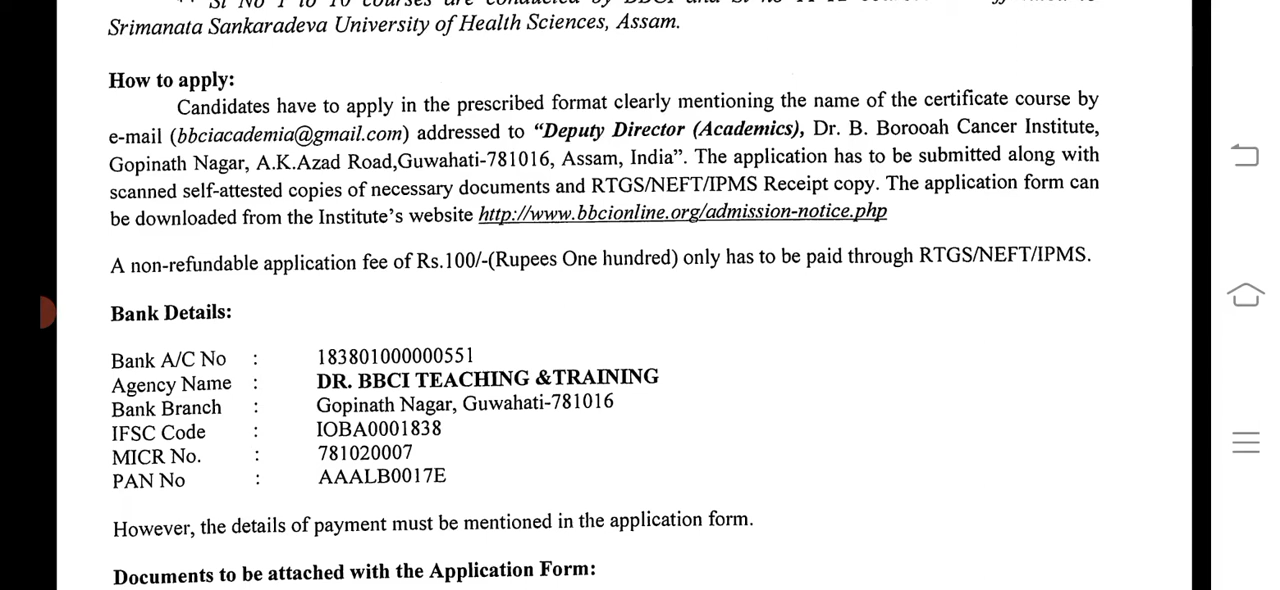 Srimanata Sankaradeva University of Health Sciences, Assam.
How to apply:
Candidates have to apply in the prescribed format clearly mentioning the name of the certificate course by
e-mail (bbciacademia@gmail.com) addressed to “Deputy Director (Academics), Dr. B. Borooah Cancer Institute,
Gopinath Nagar, A.K.Azad Road,Guwahati-781016, Assam, India”. The application has to be submitted along with
scanned self-attested copies of necessary documents and RTGS/NEFT/IPMS Receipt copy. The application form can
be downloaded from the Institute’s website http://www.bbcionline.org/admission-notice.php
A non-refundable application fee of Rs.100/-(Rupees One hundred) only has to be paid through RTGS/NEFT/IPMS.
Bank Details:
Bank A/C No : 183801000000551
Agency Name : DR. BBCI TEACHING &TRAINING
Bank Branch : Gopinath Nagar, Guwahati-781016
IFSC Code : IOBA0001838
MICR No. : 781020007
PAN No : AAALB0017E
However, the details of payment must be mentioned in the application form.
Documents to be attached with the Application Form: